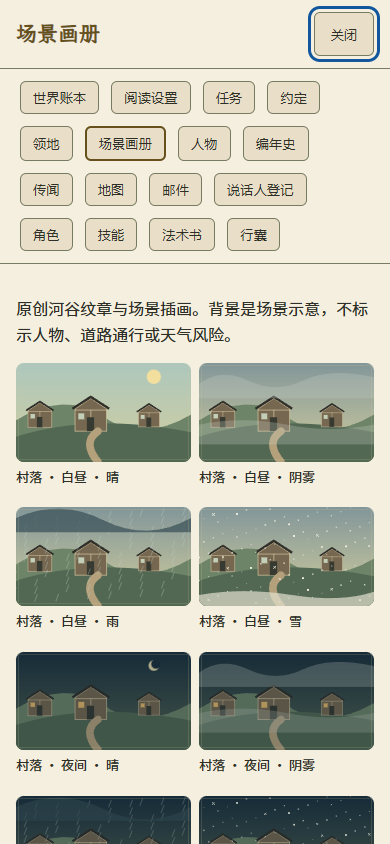 场景画册
关闭
世界账本 阅读设置 任务 约定
领地 场景画册 人物 编年史
传闻 地图 邮件 说话人登记
角色 技能 法术书 行囊
原创河谷纹章与场景插画。背景是场景示意，不标
示人物、道路通行或天气风险。
村落 · 白昼 · 晴 村落 · 白昼 · 阴雾
村落 · 白昼 · 雨 村落 · 白昼 · 雪
村落 · 夜间 · 晴 村落 · 夜间 · 阴雾